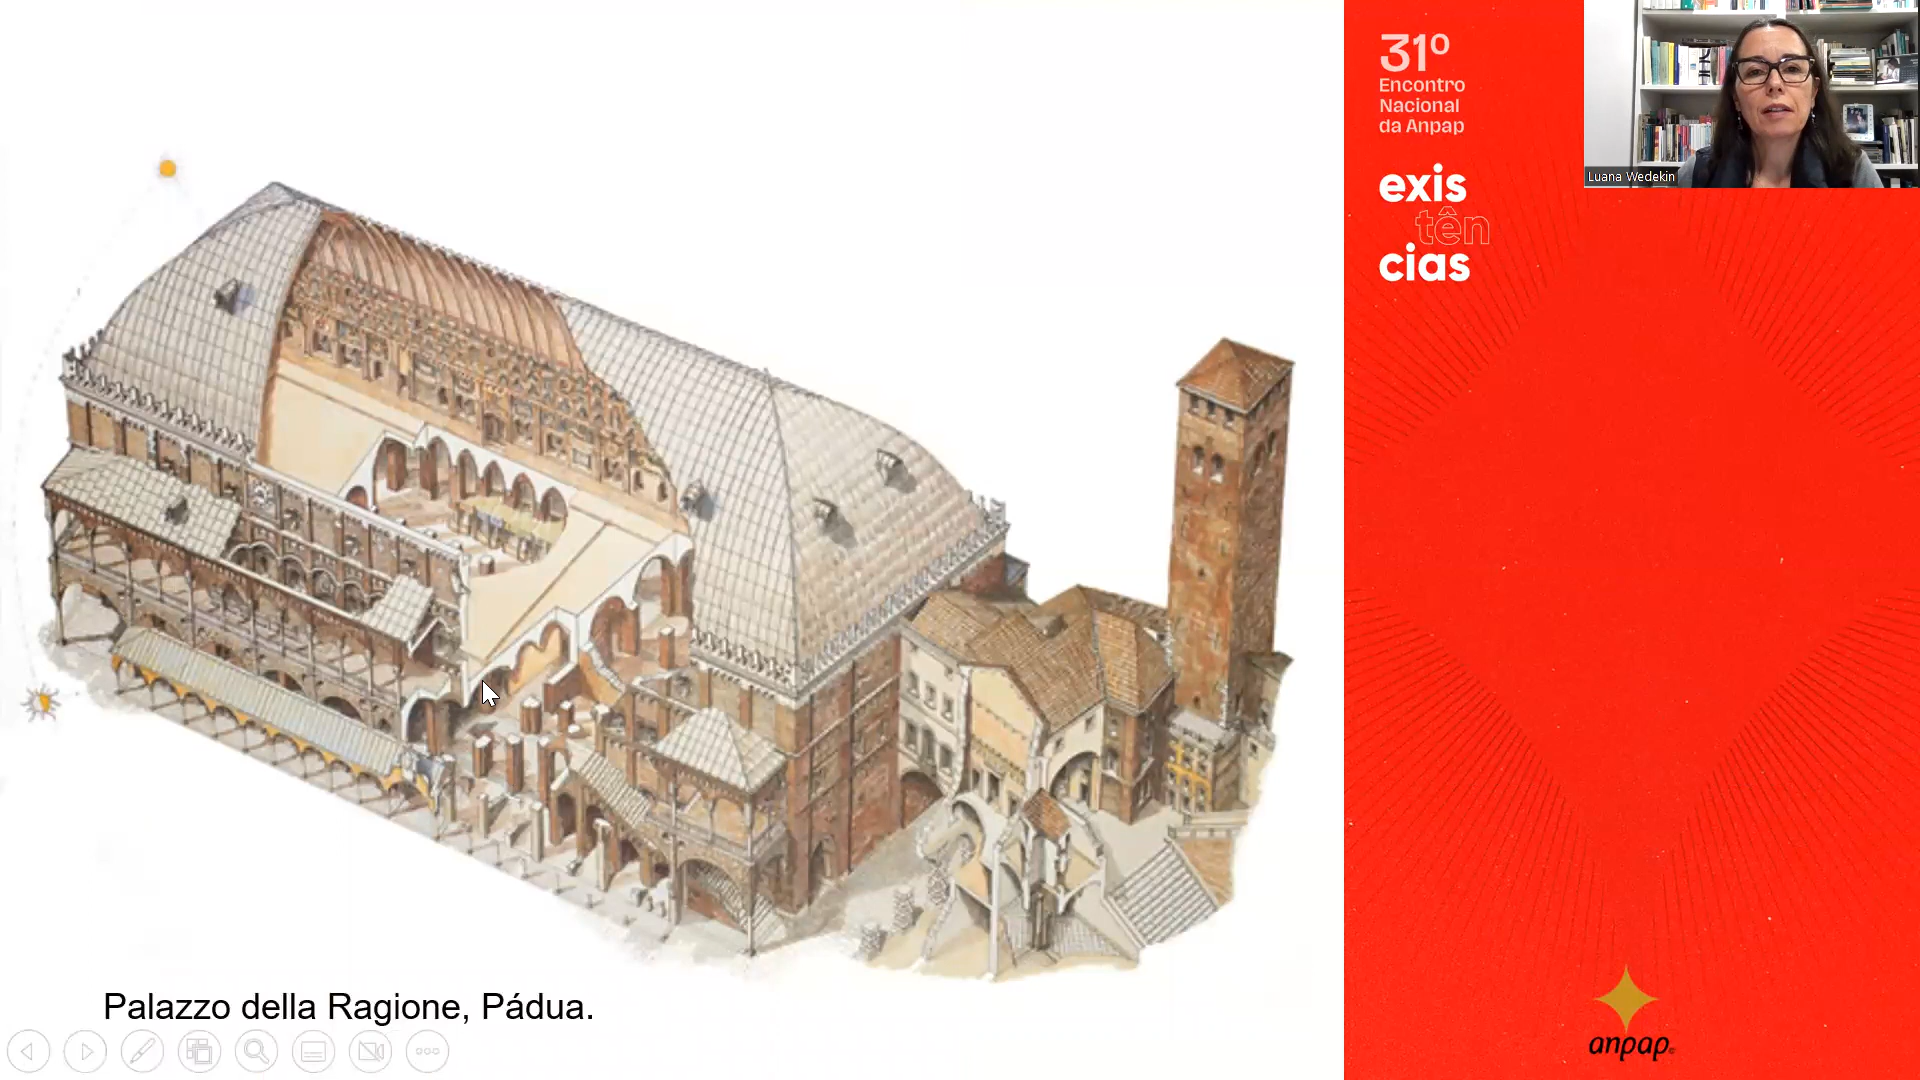 31º
Encontro
Nacional
da Anpap
exis
tên
cias
Luana Wedekin
Palazzo della Ragione, Pádua.
anpap